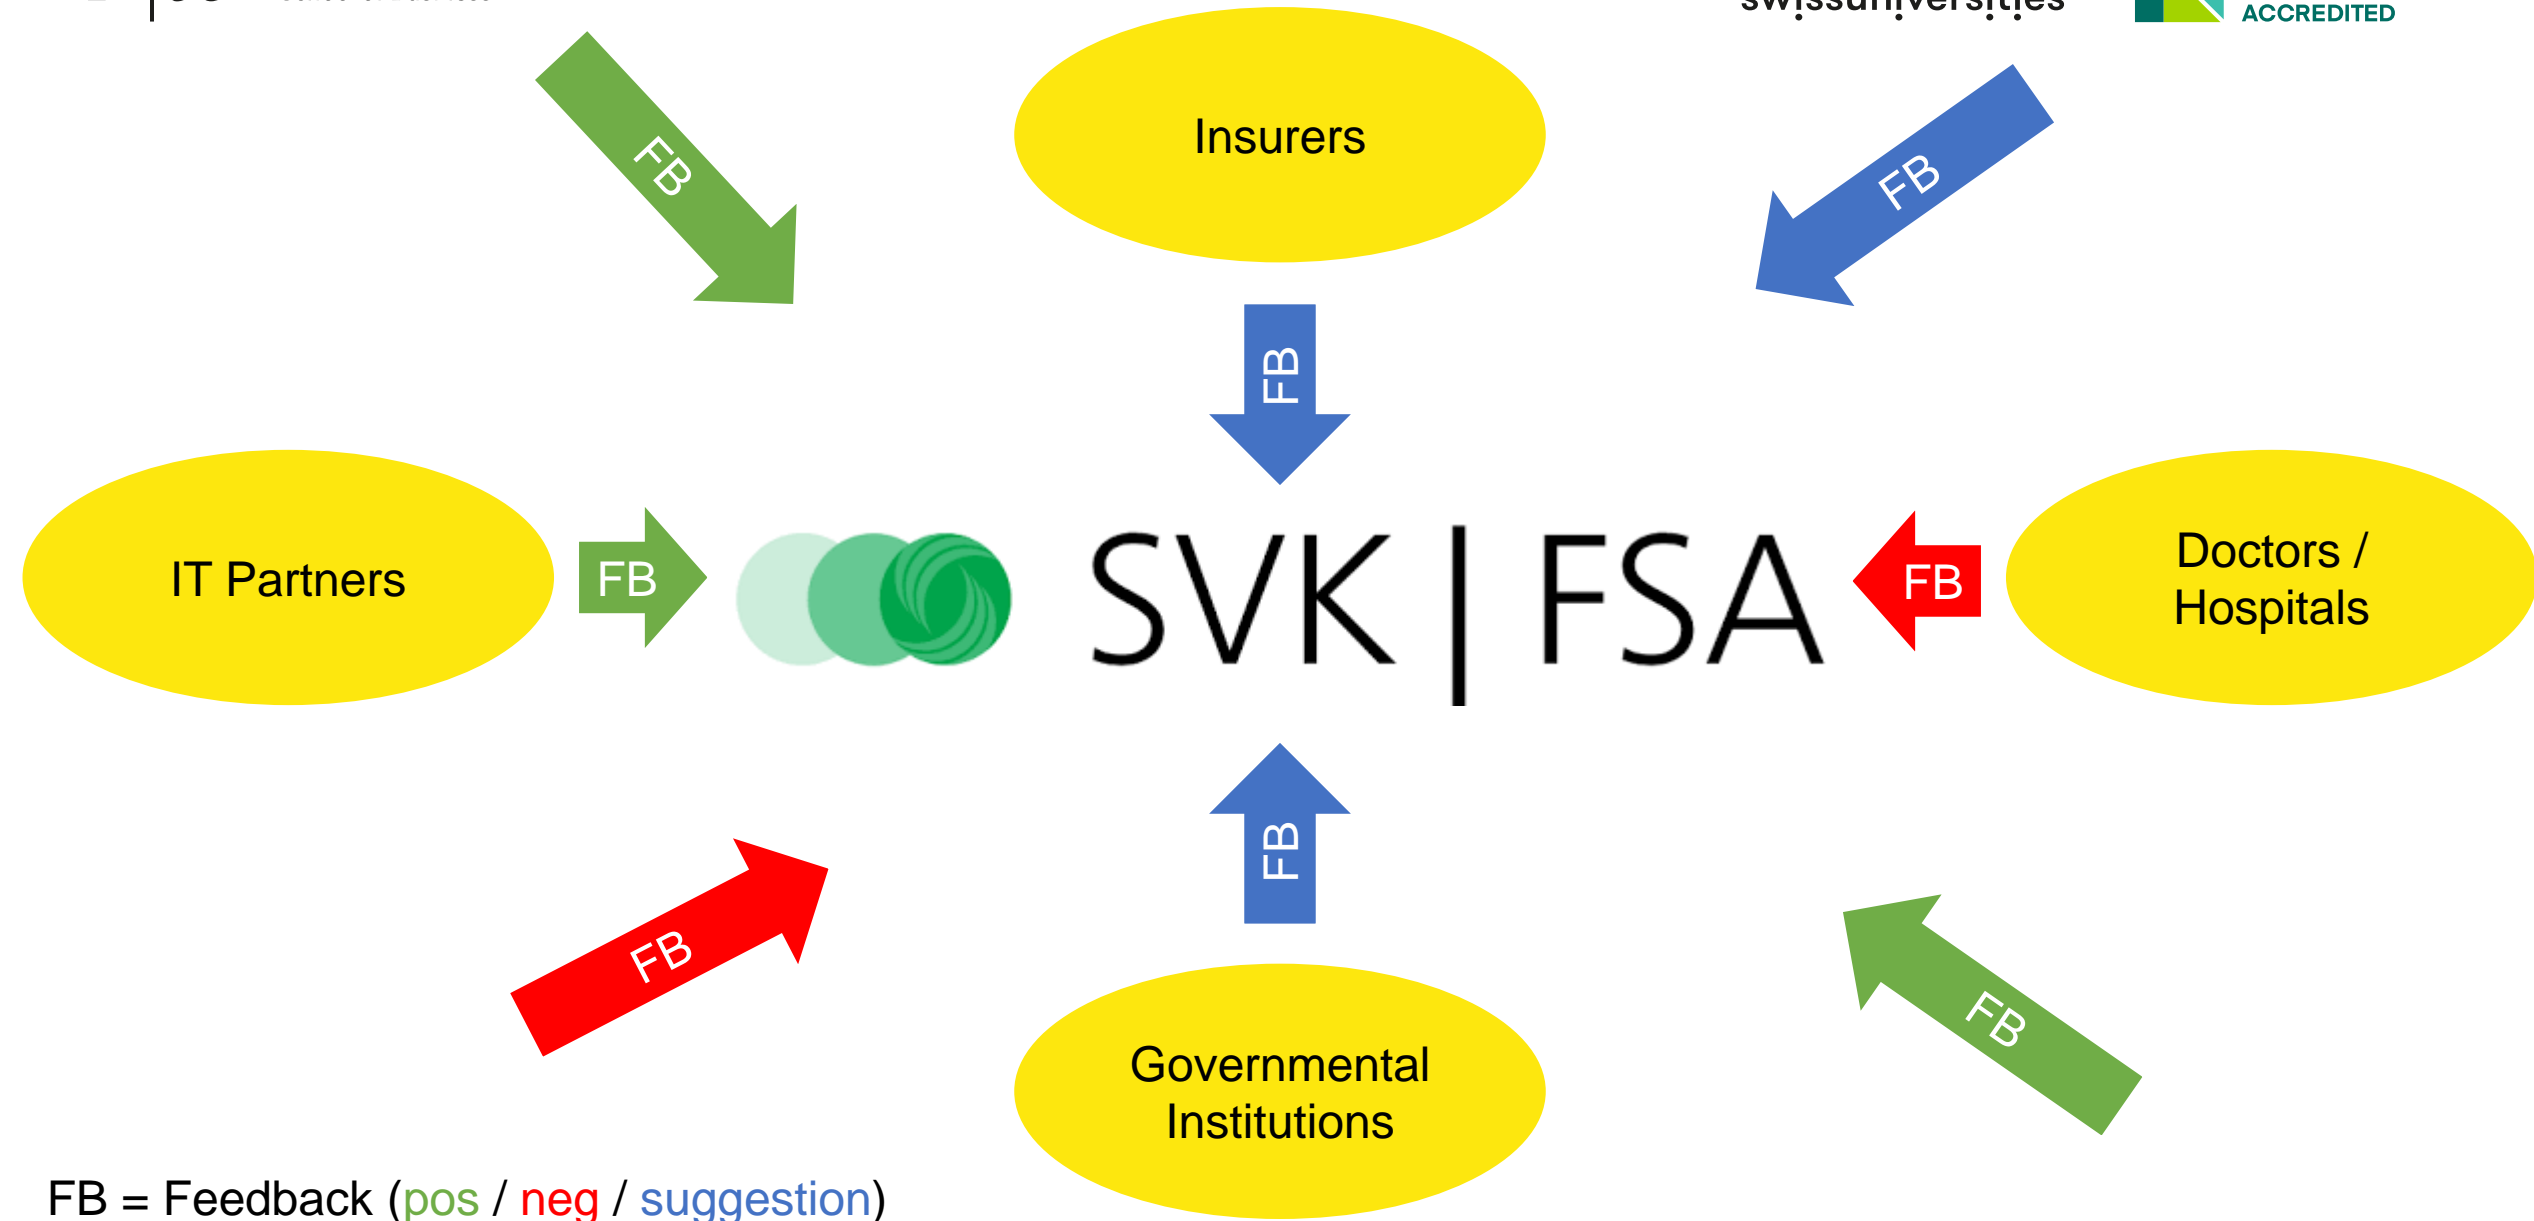 swissuniversities
ACCREDITED
FB
Insurers
FB
FB
IT Partners
FB
SVK | FSA
FB
Doctors /
Hospitals
FB
FB
Governmental
Institutions
FB
FB = Feedback (pos / neg / suggestion)